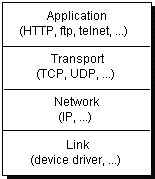 Application
(HTTP, ftp, telnet, ...)
Transport
(TCP, UDP, ...)
Network
(IP, ...)
Link
(device driver, ...)